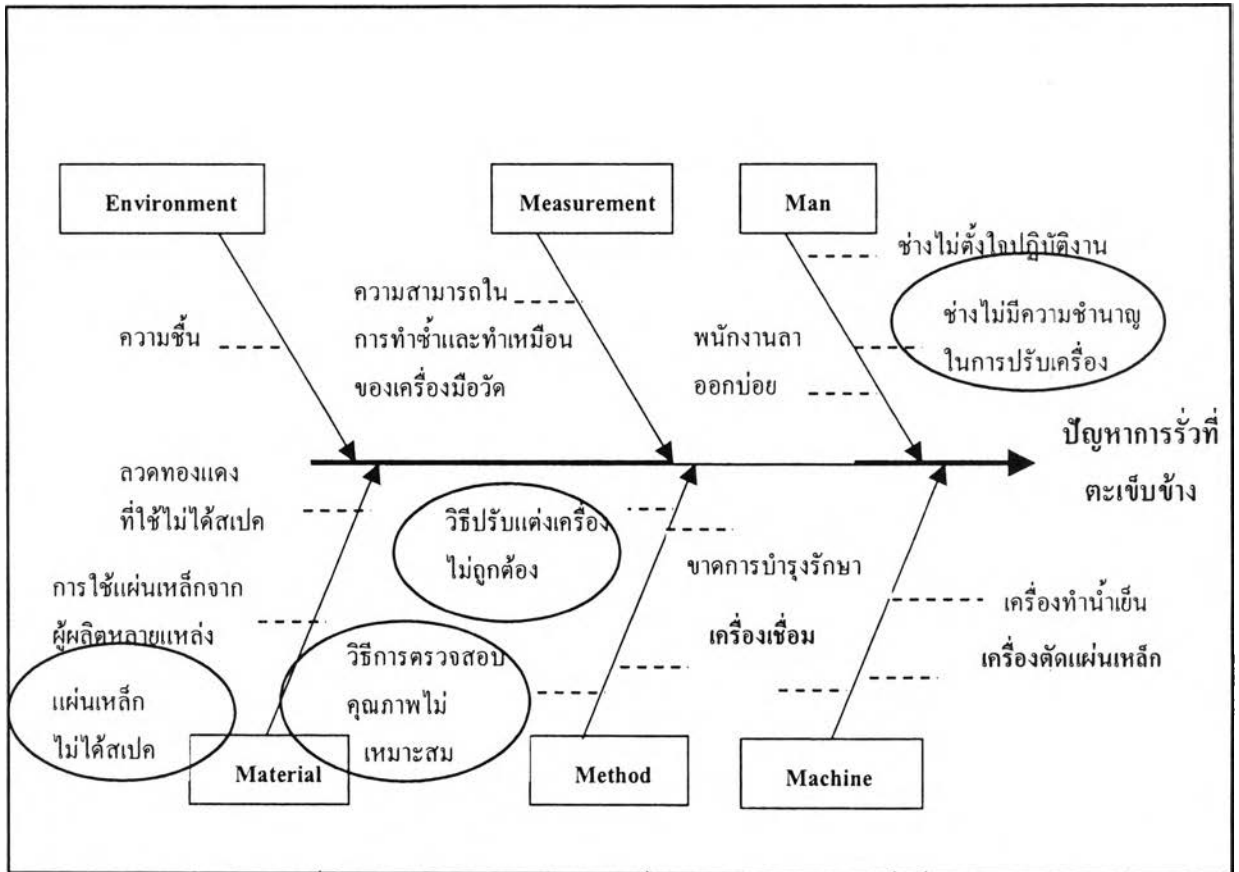 Environment
Measurement
Man
ช่างไม่ตั้งใจปฏิบัติงาน
ความสามารถใน
การทำซ้ำและทำเหมือน
ของเครื่องมือวัด
ความชื้น
พนักงานลา
ออกบ่อย
ช่างไม่มีความชำนาญ
ในการปรับเครื่อง
ปัญหาการรั่วที่
ตะเข็บข้าง
ลวดทองแดง
ที่ใช้ไม่ได้สเปค
วิธีปรับแต่งเครื่อง
ไม่ถูกต้อง
ขาดการบำรุงรักษา
เครื่องเชื่อม
การใช้แผ่นเหล็กจาก
ผู้ผลิตหลายแหล่ง
เครื่องทำน้ำเย็น
เครื่องตัดแผ่นเหล็ก
แผ่นเหล็ก
ไม่ได้สเปค
วิธีการตรวจสอบ
คุณภาพไม่
เหมาะสม
Material
Method
Machine